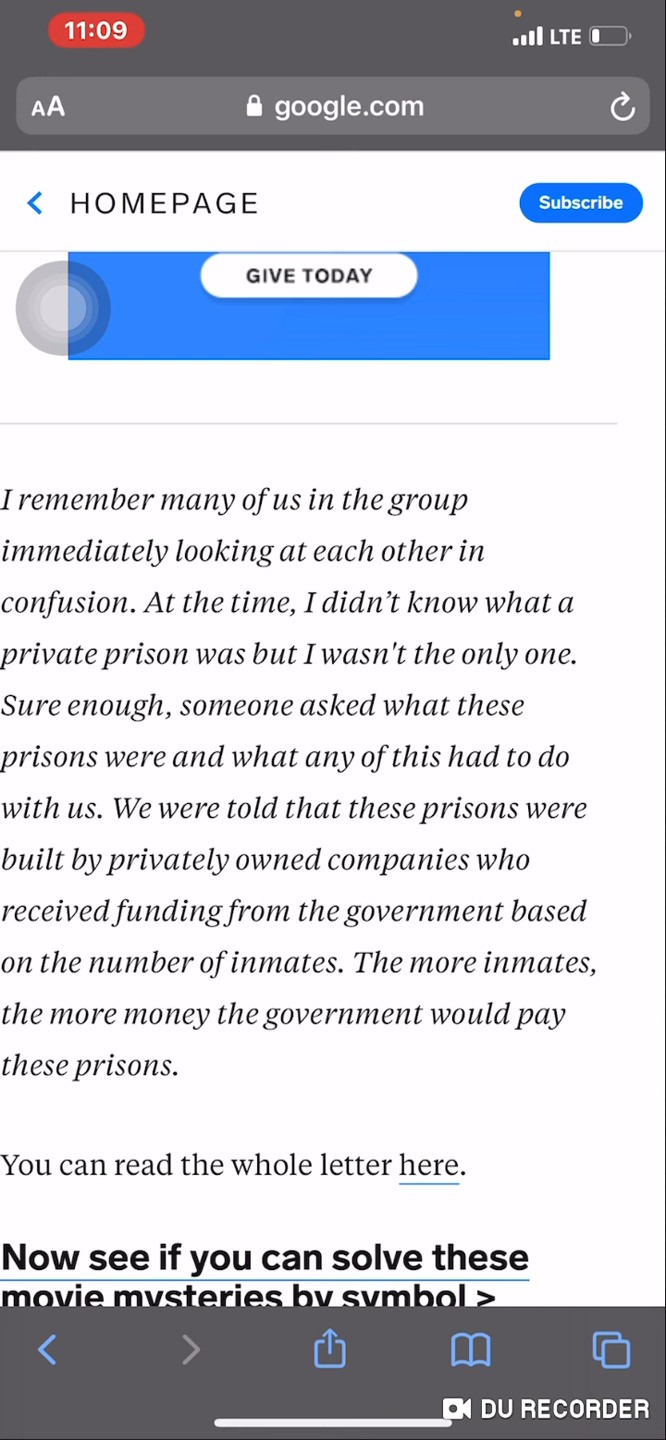 11:09
LTE
AA
google.com
HOMEPAGE
Subscribe
GIVE TODAY
I remember many of us in the group
immediately looking at each other in
confusion. At the time, I didn’t know what a
private prison was but I wasn't the only one.
Sure enough, someone asked what these
prisons were and what any of this had to do
with us. We were told that these prisons were
built by privately owned companies who
received funding from the government based
on the number of inmates. The more inmates,
the more money the government would pay
these prisons.
You can read the whole letter here.
Now see if you can solve these
movie mysteries by symbol >
DU RECORDER